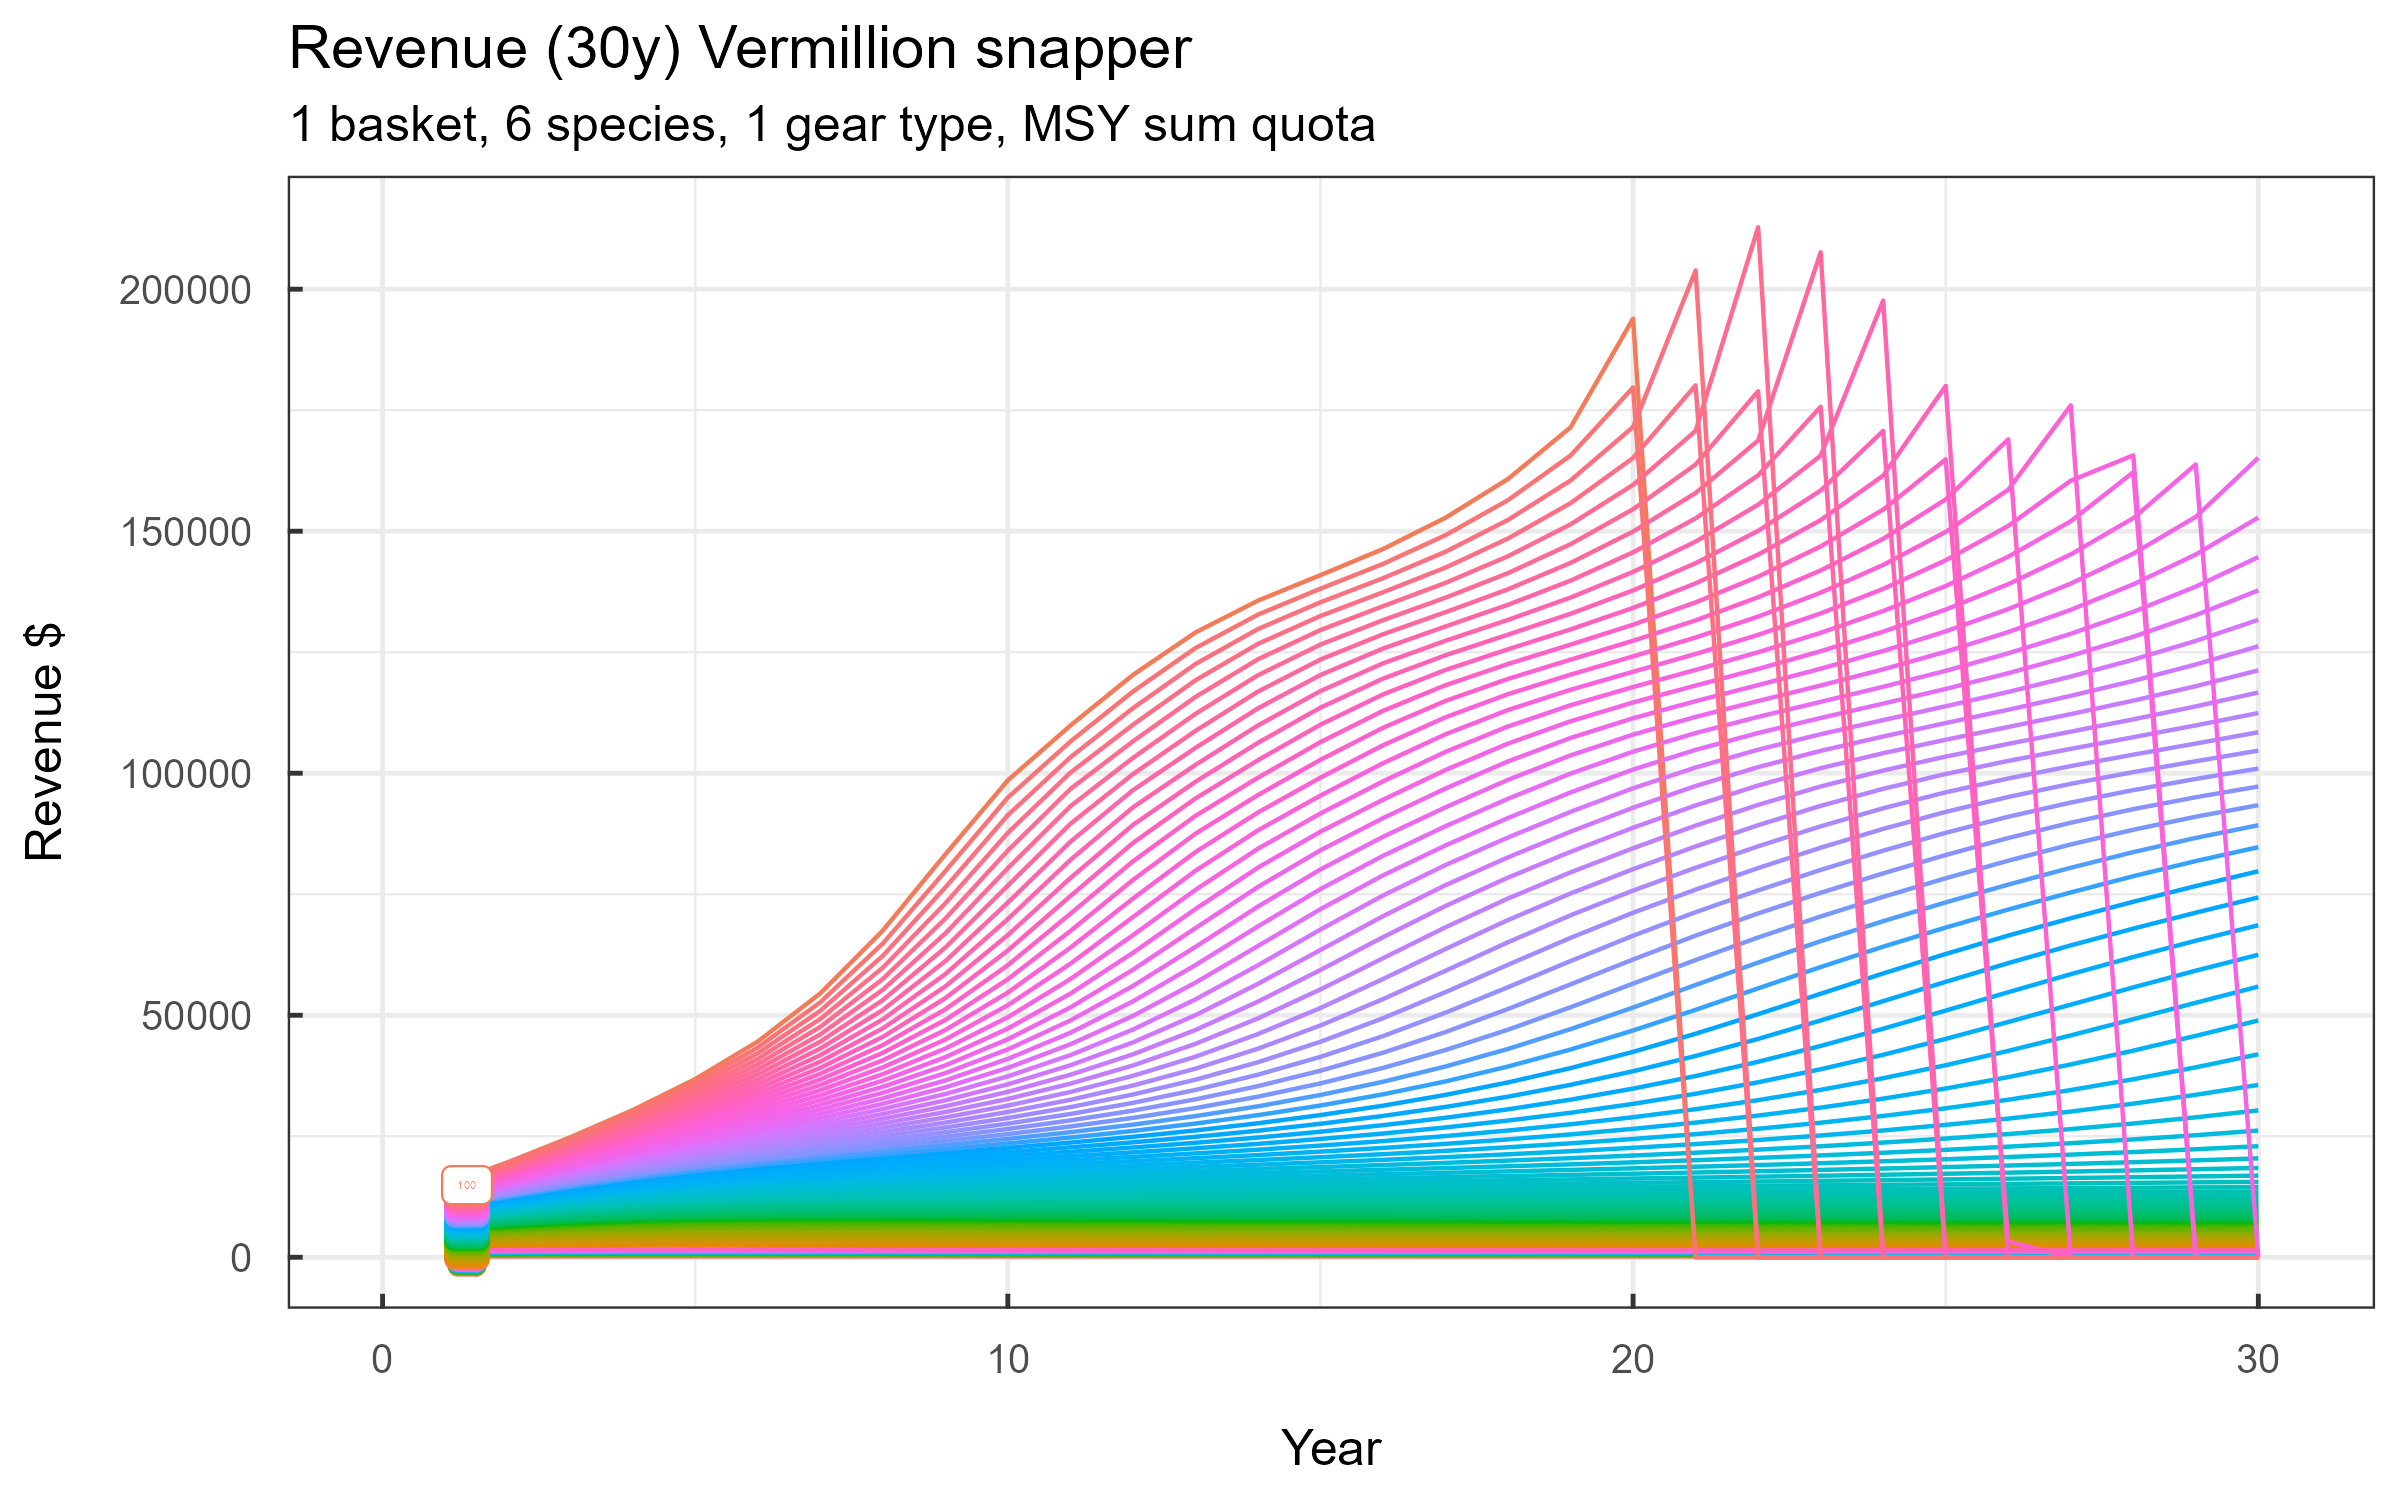 Revenue (30y) Vermillion snapper
1 basket, 6 species, 1 gear type, MSY sum quota
Revenue $
200000
150000
100000
50000
0
100
0
10
20
30
Year